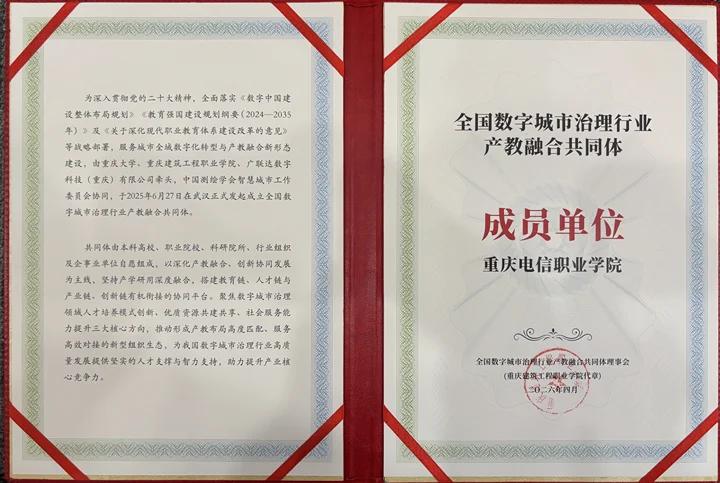 为深入贯彻党的二十大精神，全面落实《数字中国建
设整体布局规划》《教育强国建设规划纲要（2024—2035
年）》及《关于深化现代职业教育体系建设改革的意见》
等战略部署，服务城市全域数字化转型与产教融合新形态
建设，由重庆大学、重庆建筑工程职业学院、广联达数字
科技（重庆）有限公司牵头，中国测绘学会智慧城市工作
委员会协同，于2025年6月27日在武汉正式发起成立全国数
字城市治理行业产教融合共同体。
共同体由本科高校、职业院校、科研院所、行业组织
及企事业单位自愿组成，以深化产教融合、创新协同发展
为主线，坚持产学研用深度融合，搭建教育链、人才链与
产业链、创新链有机衔接的协同平台。聚焦数字城市治理
领域人才培养模式创新、优质资源共建共享、社会服务能
力提升三大核心方向，推动形成产教布局高度匹配、服务
高效对接的新型组织生态，为我国数字城市治理行业高质
量发展提供坚实的人才支撑与智力支持，助力提升产业核
心竞争力。
全国数字城市治理行业
产教融合共同体
成员单位
重庆电信职业学院
全国数字城市治理行业产教融合共同体理事会
(重庆建筑工程职业学院代章)
二〇二六年四月